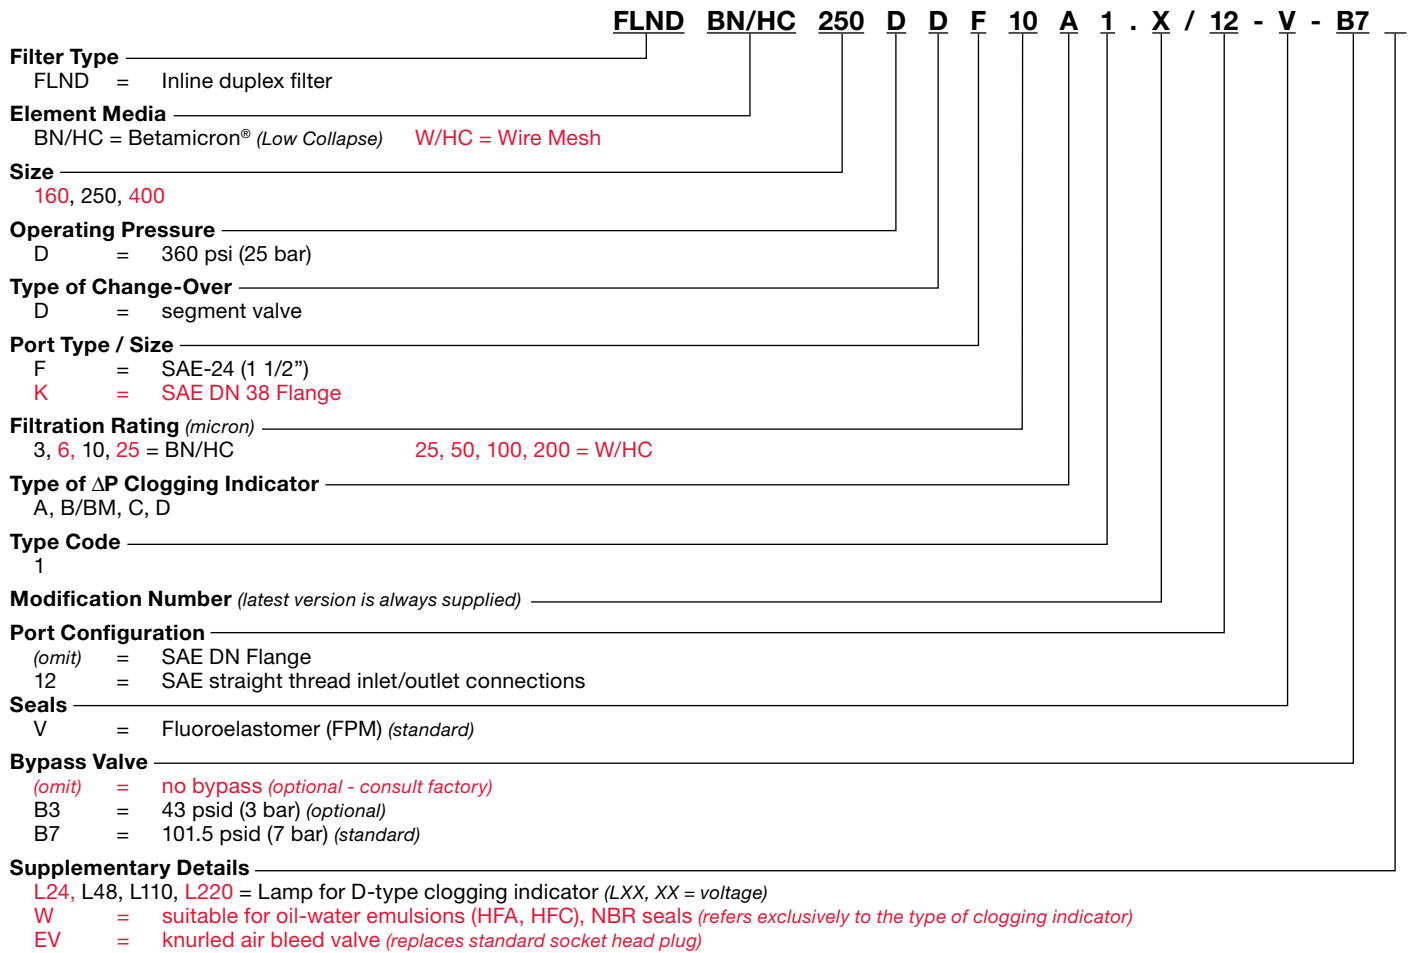 FLND BN/HC 250 D D F 10 A 1 . X / 12 - V - B7 _
Filter Type
FLND = Inline duplex filter
Element Media
BN/HC = Betamicron® (Low Collapse) W/HC = Wire Mesh
Size
160, 250, 400
Operating Pressure
D = 360 psi (25 bar)
Type of Change-Over
D = segment valve
Port Type / Size
F = SAE-24 (1 1/2”)
K = SAE DN 38 Flange
Filtration Rating (micron)
3, 6, 10, 25 = BN/HC 25, 50, 100, 200 = W/HC
Type of ΔP Clogging Indicator
A, B/BM, C, D
Type Code
1
Modification Number (latest version is always supplied)
Port Configuration
(omit) = SAE DN Flange
12 = SAE straight thread inlet/outlet connections
Seals
V = Fluoroelastomer (FPM) (standard)
Bypass Valve
(omit) = no bypass (optional - consult factory)
B3 = 43 psid (3 bar) (optional)
B7 = 101.5 psid (7 bar) (standard)
Supplementary Details
L24, L48, L110, L220 = Lamp for D-type clogging indicator (LXX, XX = voltage)
W = suitable for oil-water emulsions (HFA, HFC), NBR seals (refers exclusively to the type of clogging indicator)
EV = knurled air bleed valve (replaces standard socket head plug)